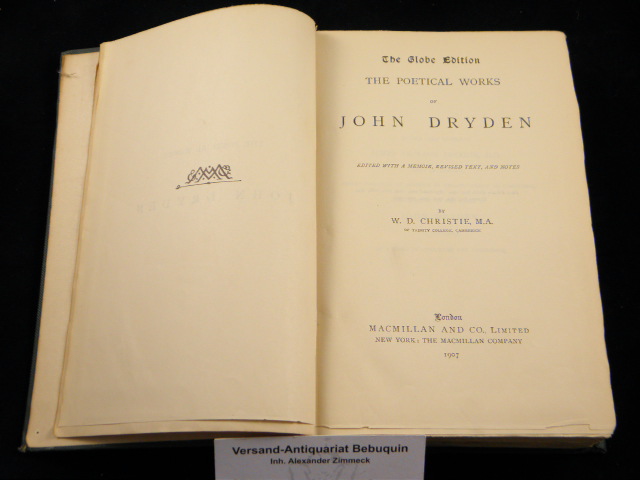 The Globe Edition
THE POETICAL WORKS
OF
JOHN DRYDEN
EDITED WITH A MEMOIR, REVISED TEXT, AND NOTES
BY
W. D. CHRISTIE, M.A.
OF TRINITY COLLEGE, CAMBRIDGE
London
MACMILLAN AND CO., LIMITED
NEW YORK: THE MACMILLAN COMPANY
1907
Versand-Antiquariat Bebuquin
Inh. Alexander Zimmeck